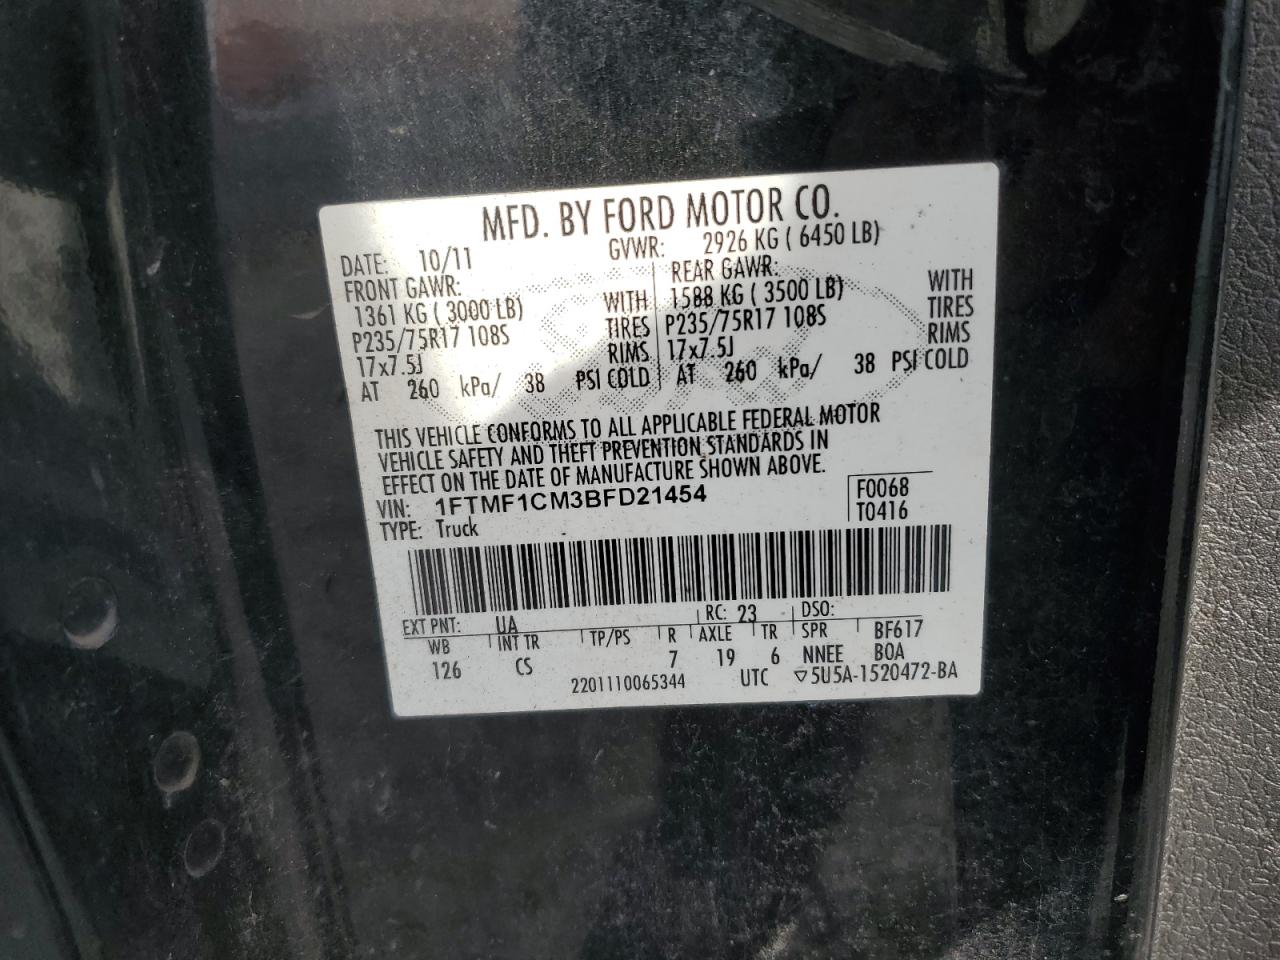 MFD. BY FORD MOTOR CO.
DATE: 10/11 GVWR: 2926 KG ( 6450 LB)
FRONT GAWR: REAR GAWR:
1361 KG ( 3000 LB) WITH 1588 KG ( 3500 LB) WITH
P235/75R17 108S TIRES P235/75R17 108S TIRES
17x7.5J RIMS 17x7.5J RIMS
AT 260 kPa/ 38 PSI COLD AT 260 kPa/ 38 PSI COLD
THIS VEHICLE CONFORMS TO ALL APPLICABLE FEDERAL MOTOR
VEHICLE SAFETY AND THEFT PREVENTION STANDARDS IN
EFFECT ON THE DATE OF MANUFACTURE SHOWN ABOVE.
VIN: 1FTMF1CM3BFD21454 F0068
TYPE: Truck T0416
EXT PNT: UA RC: 23 DSO:
WB INT TR TP/PS R AXLE TR SPR BF617
126 CS 7 19 6 NNEE B0A
2201110065344 UTC ▽5U5A-1520472-BA